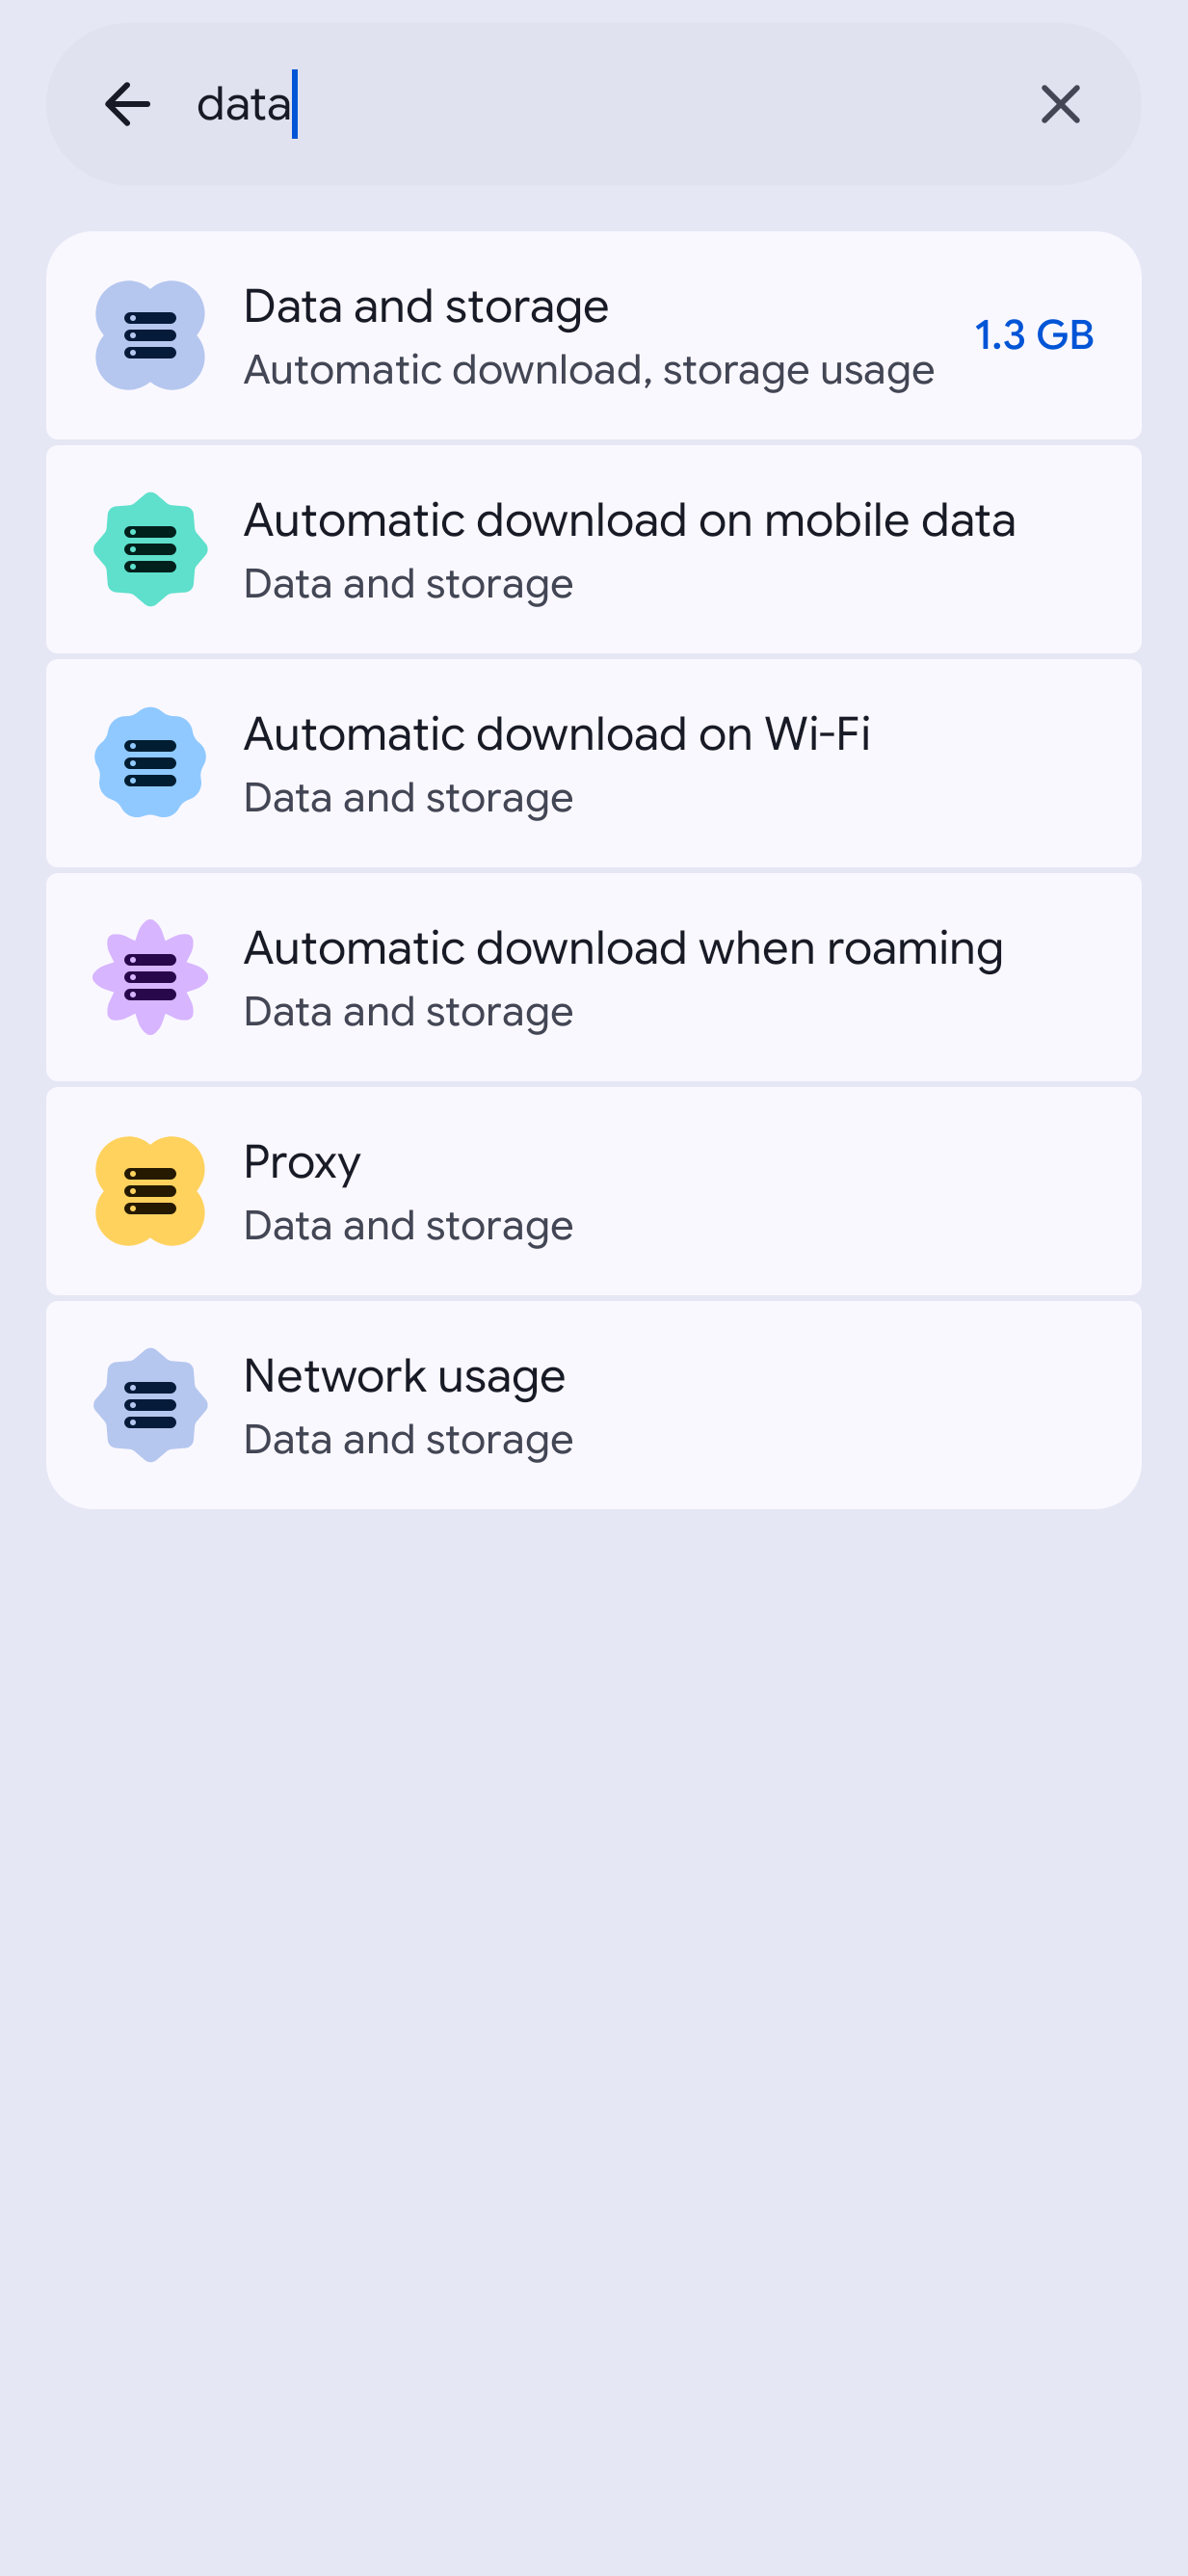 data
Data and storage
Automatic download, storage usage
1.3 GB
Automatic download on mobile data
Data and storage
Automatic download on Wi-Fi
Data and storage
Automatic download when roaming
Data and storage
Proxy
Data and storage
Network usage
Data and storage